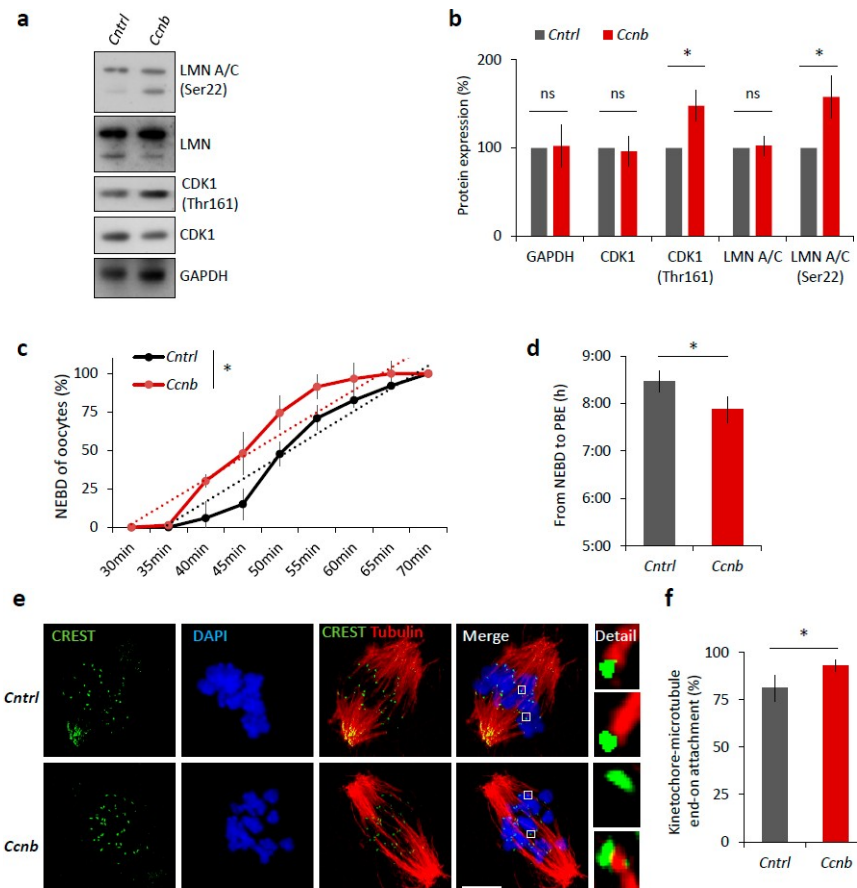 a
Cntrl
Ccnb
LMN A/C
(Ser22)
LMN
CDK1
(Thr161)
CDK1
GAPDH
b
Cntrl
Ccnb
Protein expression (%)
200
100
0
ns
ns
*
ns
*
GAPDH
CDK1
CDK1
(Thr161)
LMN A/C
LMN A/C
(Ser22)
c
Cntrl
Ccnb
*
NEBD of oocytes (%)
100
75
50
25
0
30min
35min
40min
45min
50min
55min
60min
65min
70min
d
*
From NEBD to PBE (h)
9:00
8:00
7:00
6:00
5:00
Cntrl
Ccnb
e
CREST
DAPI
CREST Tubulin
Merge
Detail
Cntrl
Ccnb
f
*
Kinetochore-microtubule
end-on attachment (%)
100
75
50
25
0
Cntrl
Ccnb